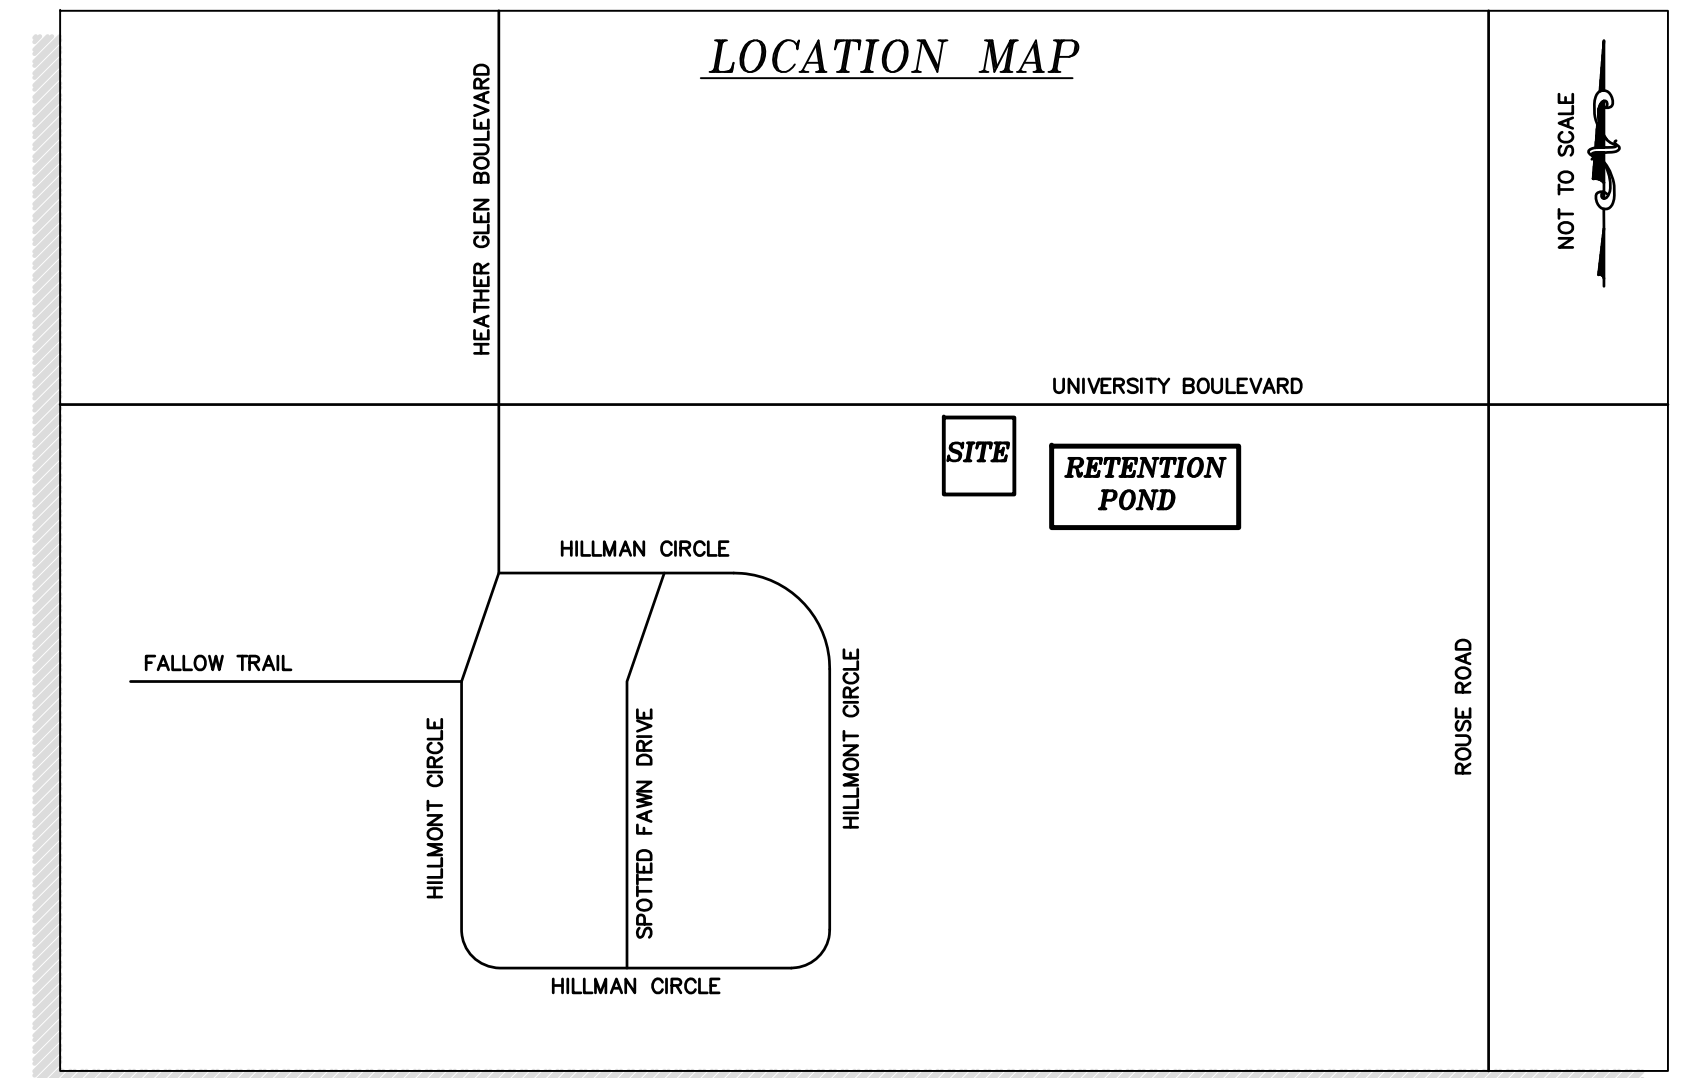 LOCATION MAP
HEATHER GLEN BOULEVARD
NOT TO SCALE
UNIVERSITY BOULEVARD
SITE
RETENTION
POND
HILLMAN CIRCLE
FALLOW TRAIL
HILLMONT CIRCLE
SPOTTED FAWN DRIVE
HILLMONT CIRCLE
ROUSE ROAD
HILLMAN CIRCLE